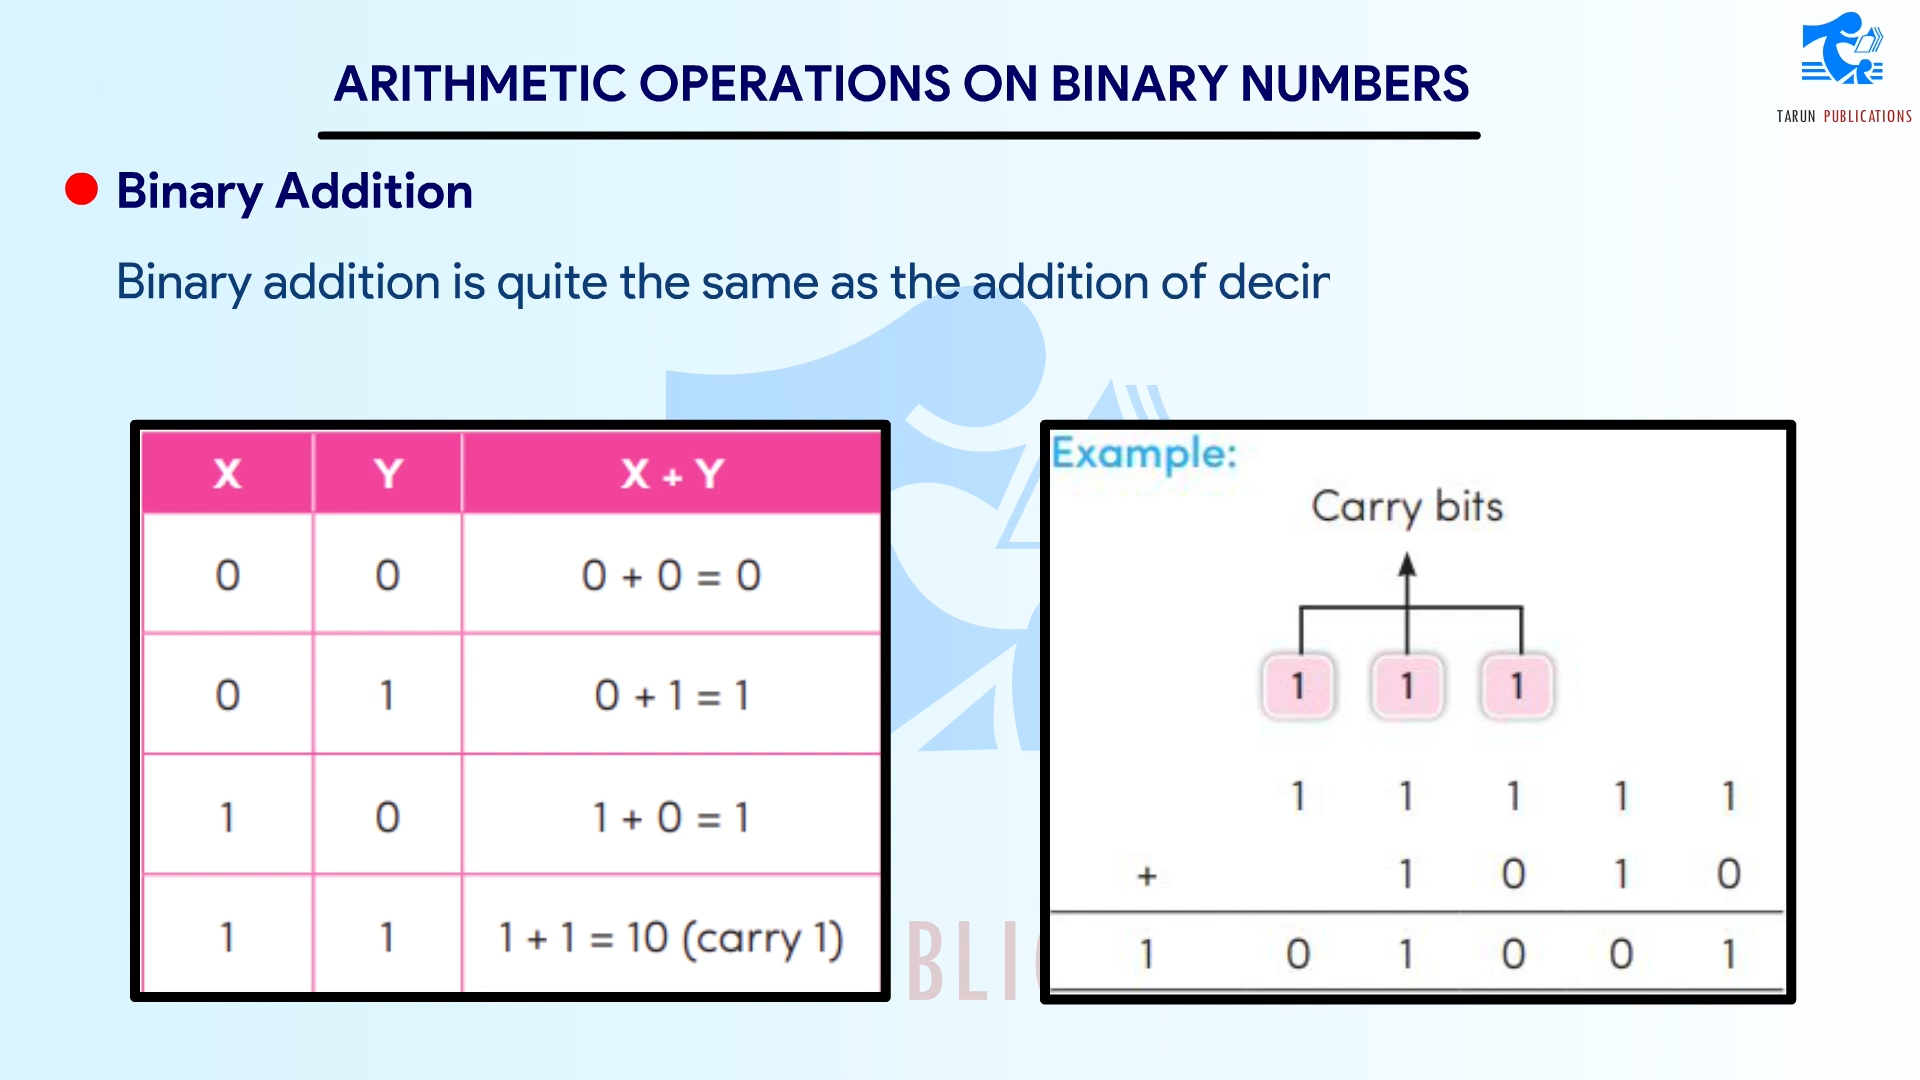 ARITHMETIC OPERATIONS ON BINARY NUMBERS
TARUN PUBLICATIONS
Binary Addition
Binary addition is quite the same as the addition of
X Y X + Y
0 0 0 + 0 = 0
0 1 0 + 1 = 1
1 0 1 + 0 = 1
1 1 1 + 1 = 10 (carry 1)
Example:
Carry bits
1 1 1
1 1 1 1 1
+ 1 0 1 0
1 0 1 0 0 1